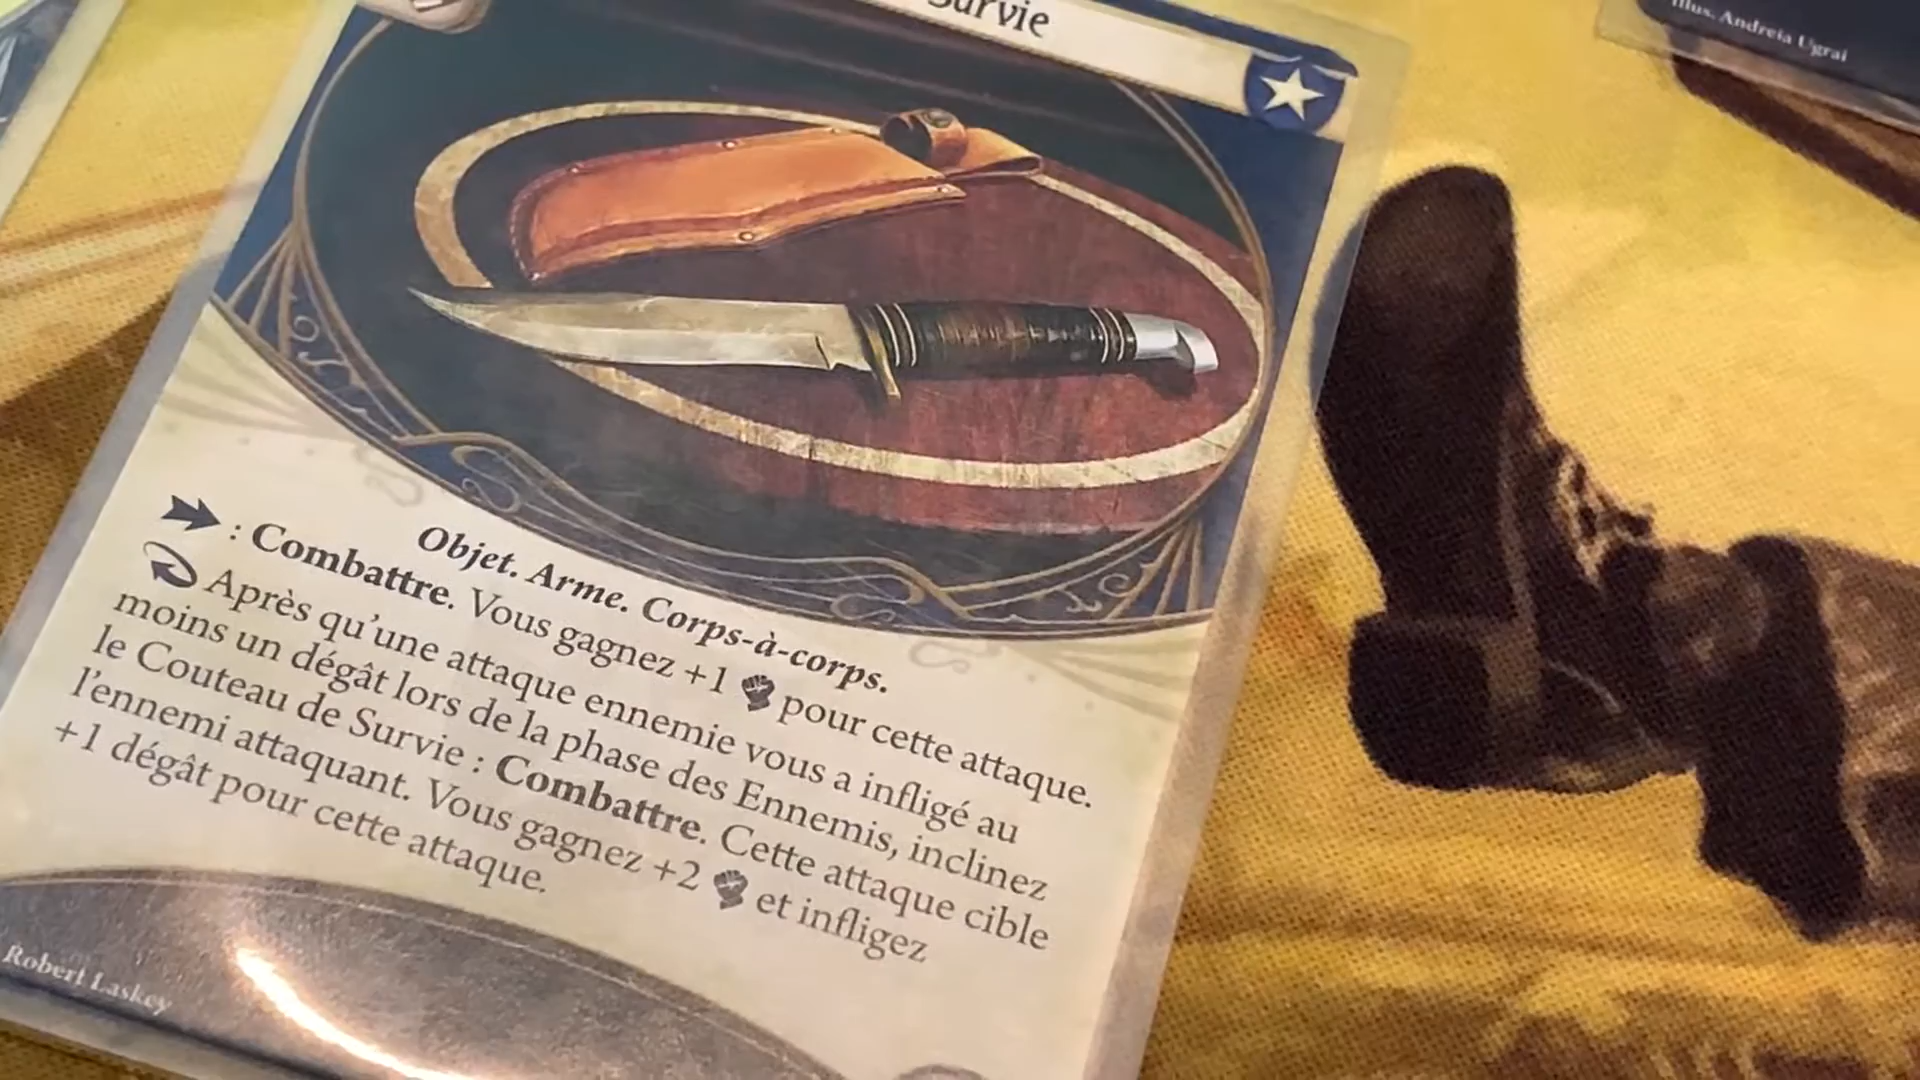 Survie
Illus. Andreia Ugrai
Objet. Arme. Corps-à-corps.
: Combattre. Vous gagnez +1 pour cette attaque.
Après qu'une attaque ennemie vous a infligé au
moins un dégât lors de la phase des Ennemis, inclinez
le Couteau de Survie : Combattre. Cette attaque cible
l'ennemi attaquant. Vous gagnez +2 et infligez
+1 dégât pour cette attaque.
Robert Laskey